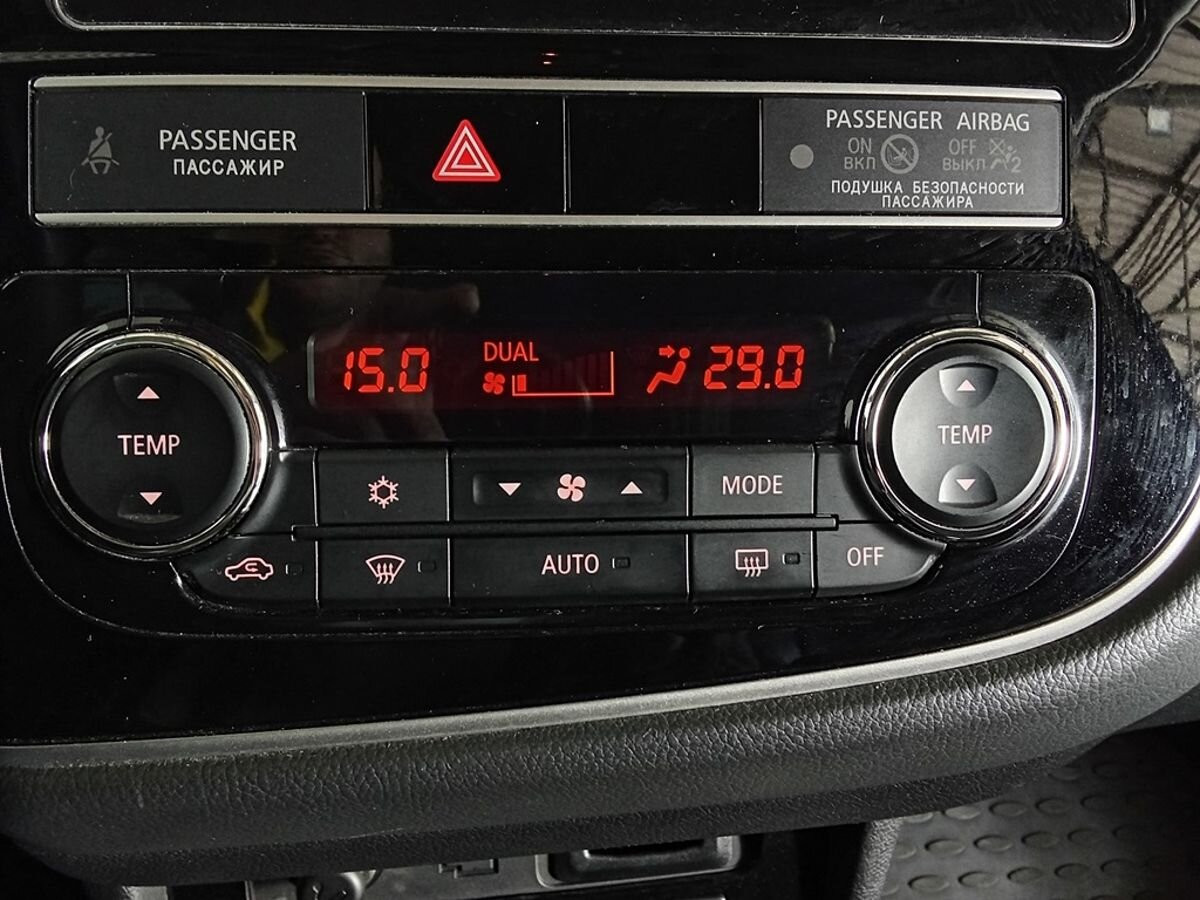 PASSENGER
ПАССАЖИР
PASSENGER AIRBAG
ON OFF
ВКЛ ВЫКЛ 2
ПОДУШКА БЕЗОПАСНОСТИ
ПАССАЖИРА
15.0 DUAL 29.0
TEMP
TEMP
MODE
AUTO
OFF